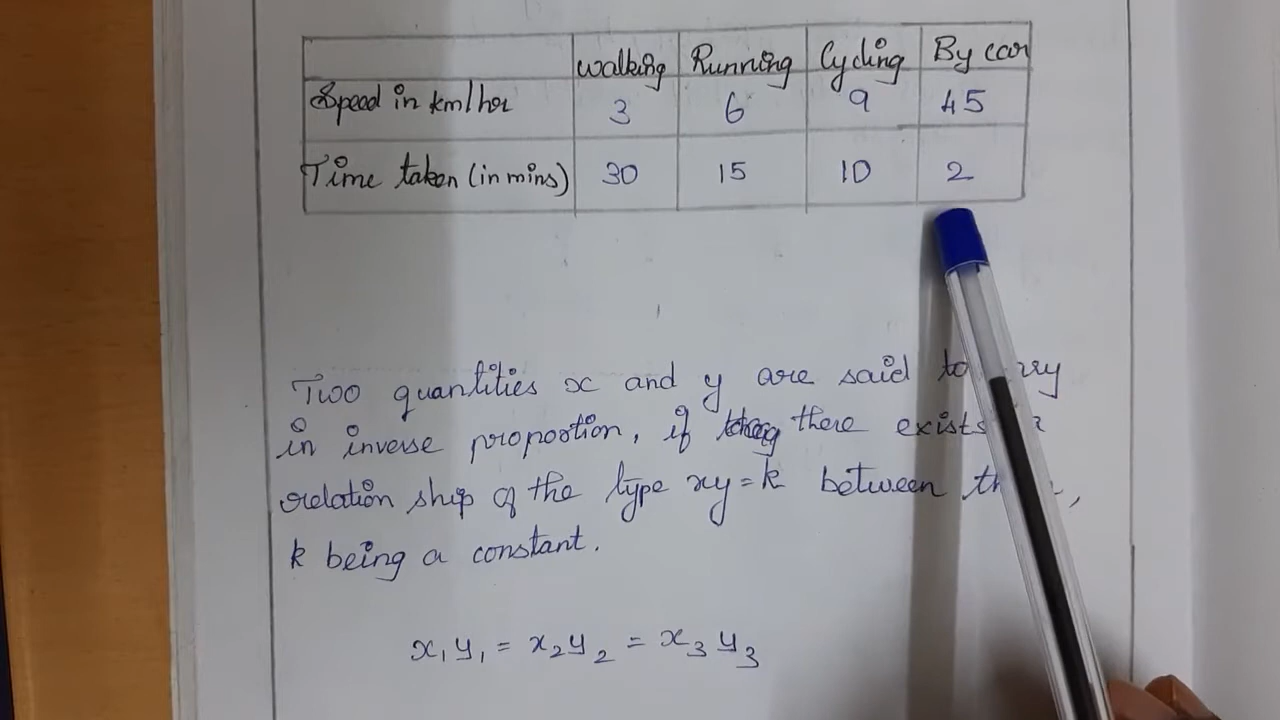 walking Running Cycling By car
Speed in km/hr 3 6 9 45
Time taken (in mins) 30 15 10 2
Two quantities x and y are said to
in inverse proportion, if there exists
relation ship of the type xy = k between
k being a constant.
x₁y₁ = x₂y₂ = x₃y₃